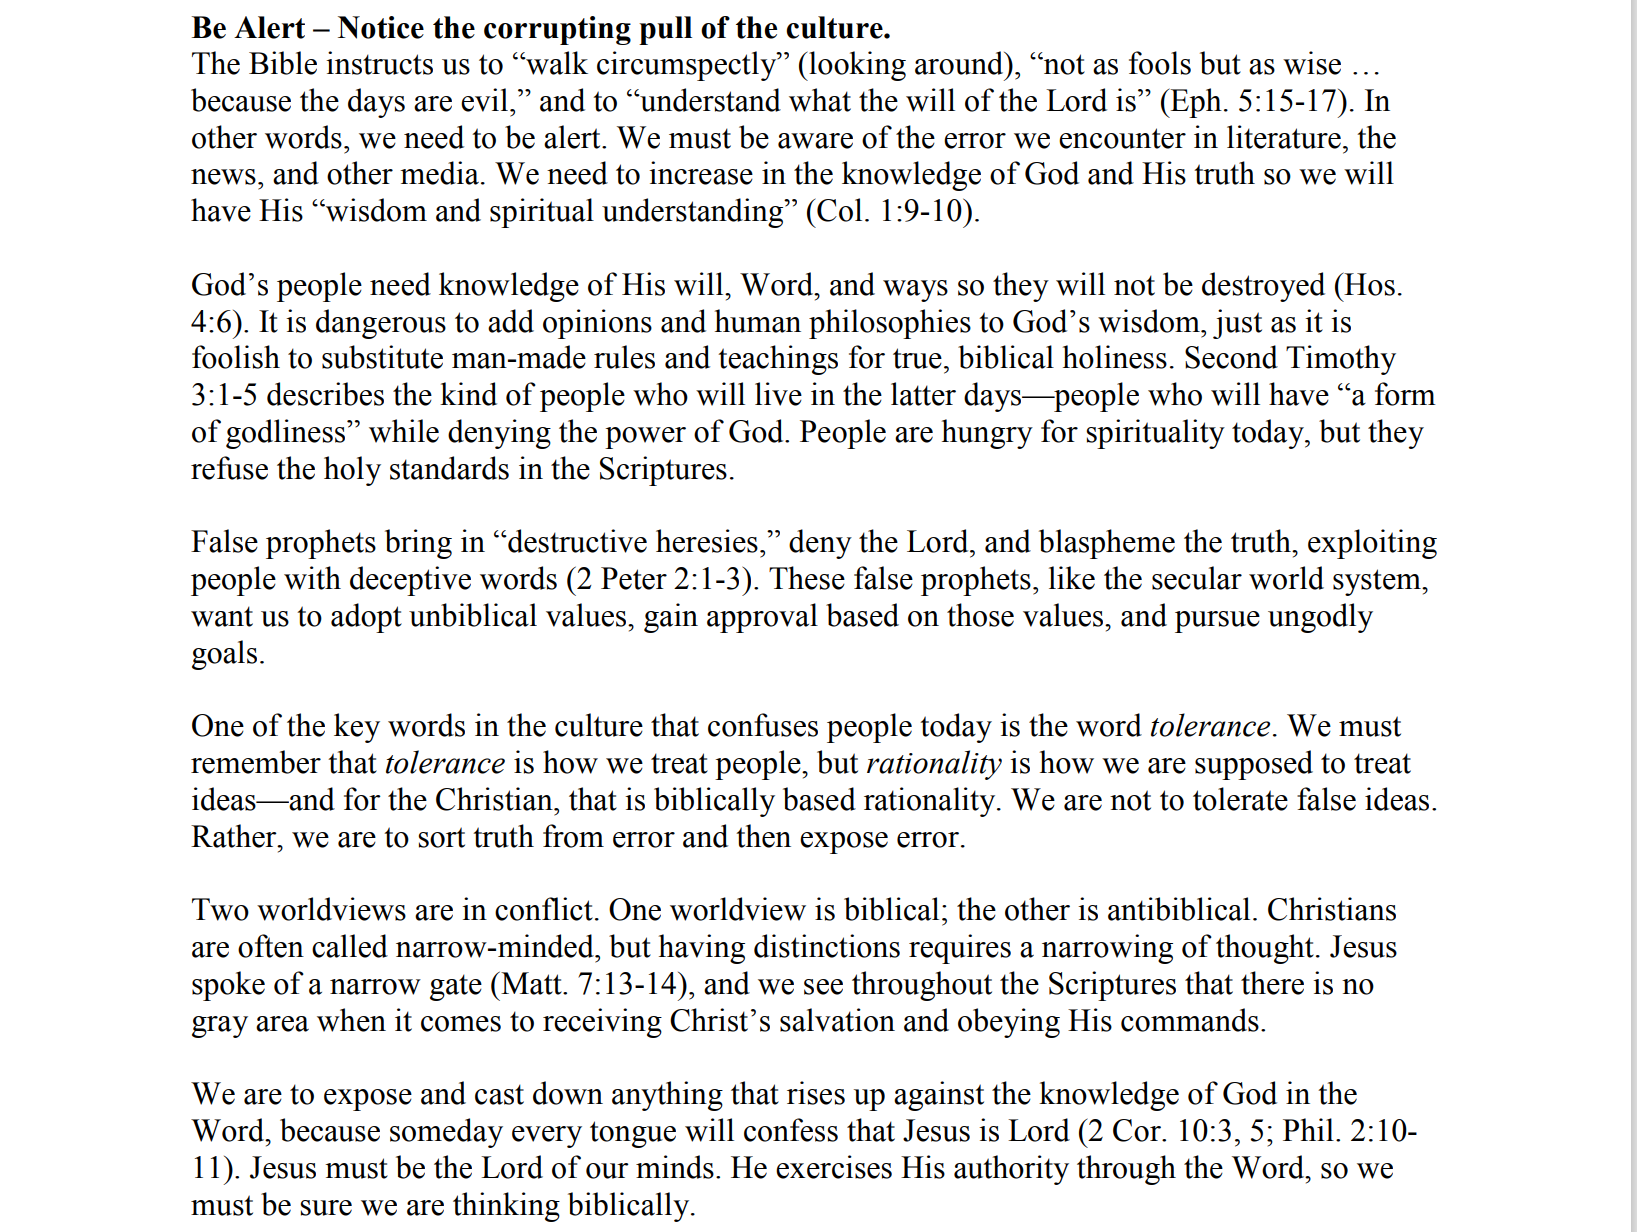 Be Alert – Notice the corrupting pull of the culture.
The Bible instructs us to “walk circumspectly” (looking around), “not as fools but as wise …
because the days are evil,” and to “understand what the will of the Lord is” (Eph. 5:15-17). In
other words, we need to be alert. We must be aware of the error we encounter in literature, the
news, and other media. We need to increase in the knowledge of God and His truth so we will
have His “wisdom and spiritual understanding” (Col. 1:9-10).
God’s people need knowledge of His will, Word, and ways so they will not be destroyed (Hos.
4:6). It is dangerous to add opinions and human philosophies to God’s wisdom, just as it is
foolish to substitute man-made rules and teachings for true, biblical holiness. Second Timothy
3:1-5 describes the kind of people who will live in the latter days—people who will have “a form
of godliness” while denying the power of God. People are hungry for spirituality today, but they
refuse the holy standards in the Scriptures.
False prophets bring in “destructive heresies,” deny the Lord, and blaspheme the truth, exploiting
people with deceptive words (2 Peter 2:1-3). These false prophets, like the secular world system,
want us to adopt unbiblical values, gain approval based on those values, and pursue ungodly
goals.
One of the key words in the culture that confuses people today is the word tolerance. We must
remember that tolerance is how we treat people, but rationality is how we are supposed to treat
ideas—and for the Christian, that is biblically based rationality. We are not to tolerate false ideas.
Rather, we are to sort truth from error and then expose error.
Two worldviews are in conflict. One worldview is biblical; the other is antibiblical. Christians
are often called narrow-minded, but having distinctions requires a narrowing of thought. Jesus
spoke of a narrow gate (Matt. 7:13-14), and we see throughout the Scriptures that there is no
gray area when it comes to receiving Christ’s salvation and obeying His commands.
We are to expose and cast down anything that rises up against the knowledge of God in the
Word, because someday every tongue will confess that Jesus is Lord (2 Cor. 10:3, 5; Phil. 2:10-
11). Jesus must be the Lord of our minds. He exercises His authority through the Word, so we
must be sure we are thinking biblically.